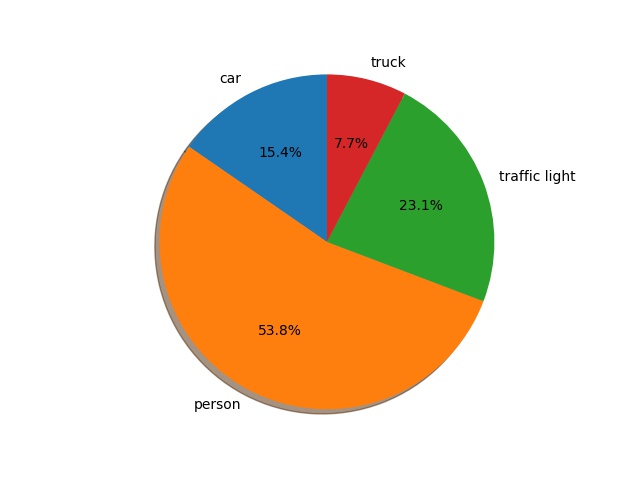 truck
car
7.7%
15.4%
traffic light
23.1%
53.8%
person